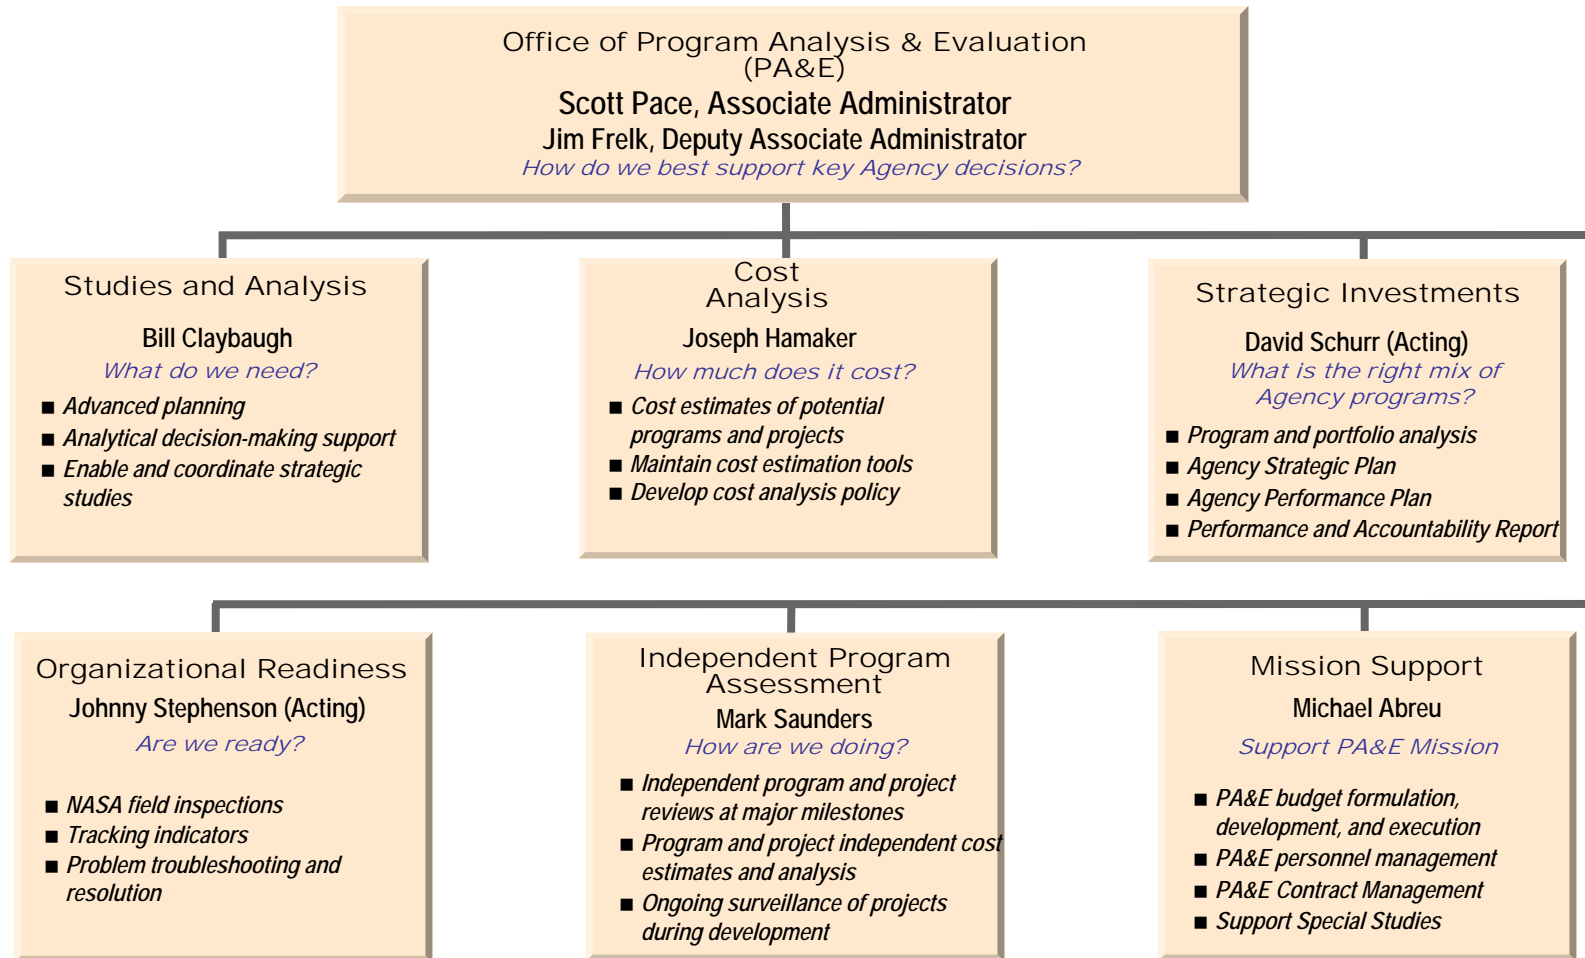 Office of Program Analysis & Evaluation
(PA&E)
Scott Pace, Associate Administrator
Jim Frelk, Deputy Associate Administrator
How do we best support key Agency decisions?
Studies and Analysis
Bill Claybaugh
What do we need?
■ Advanced planning
■ Analytical decision-making support
■ Enable and coordinate strategic
studies
Cost
Analysis
Joseph Hamaker
How much does it cost?
■ Cost estimates of potential
programs and projects
■ Maintain cost estimation tools
■ Develop cost analysis policy
Strategic Investments
David Schurr (Acting)
What is the right mix of
Agency programs?
■ Program and portfolio analysis
■ Agency Strategic Plan
■ Agency Performance Plan
■ Performance and Accountability Report
Organizational Readiness
Johnny Stephenson (Acting)
Are we ready?
■ NASA field inspections
■ Tracking indicators
■ Problem troubleshooting and
resolution
Independent Program
Assessment
Mark Saunders
How are we doing?
■ Independent program and project
reviews at major milestones
■ Program and project independent cost
estimates and analysis
■ Ongoing surveillance of projects
during development
Mission Support
Michael Abreu
Support PA&E Mission
■ PA&E budget formulation,
development, and execution
■ PA&E personnel management
■ PA&E Contract Management
■ Support Special Studies